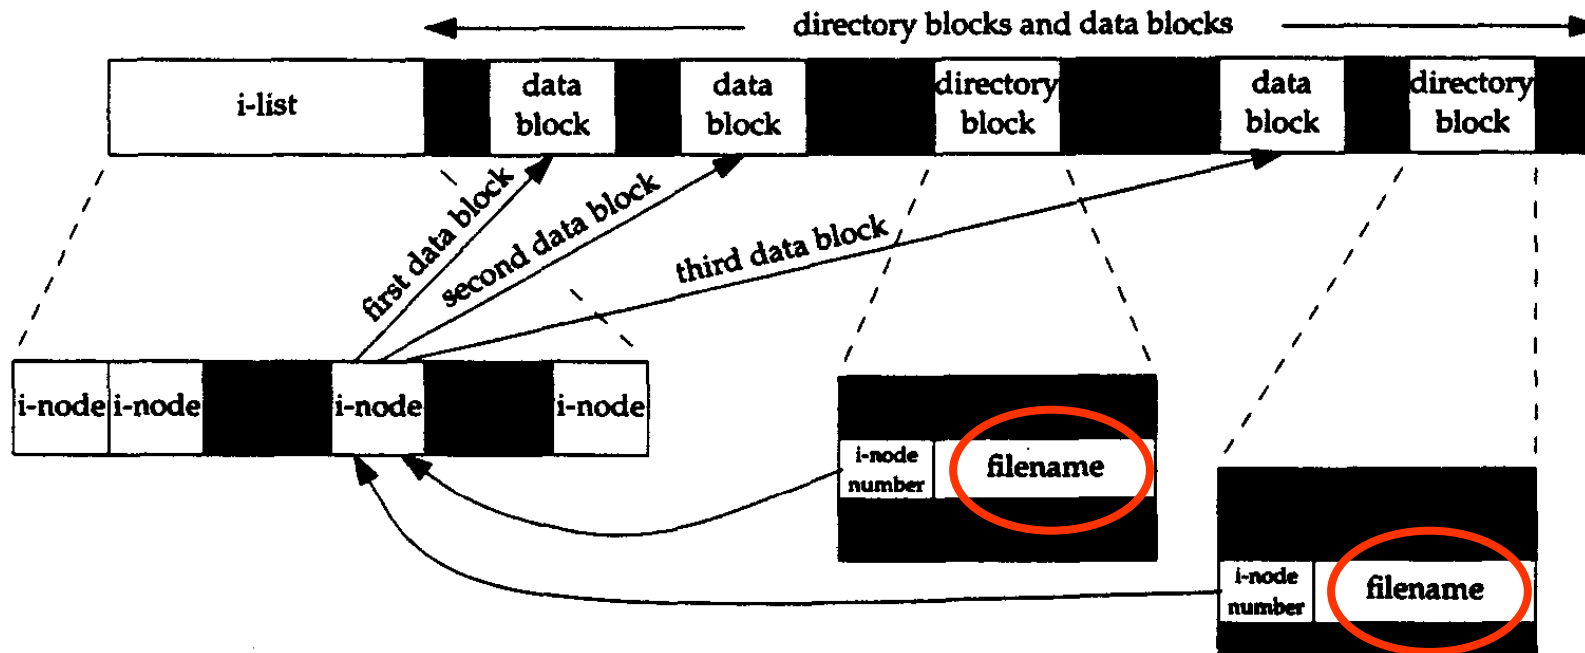 directory blocks and data blocks
i-list
data
block
data
block
directory
block
data
block
directory
block
first data block
second data block
third data block
i-node
i-node
i-node
i-node
i-node
number
filename
i-node
number
filename